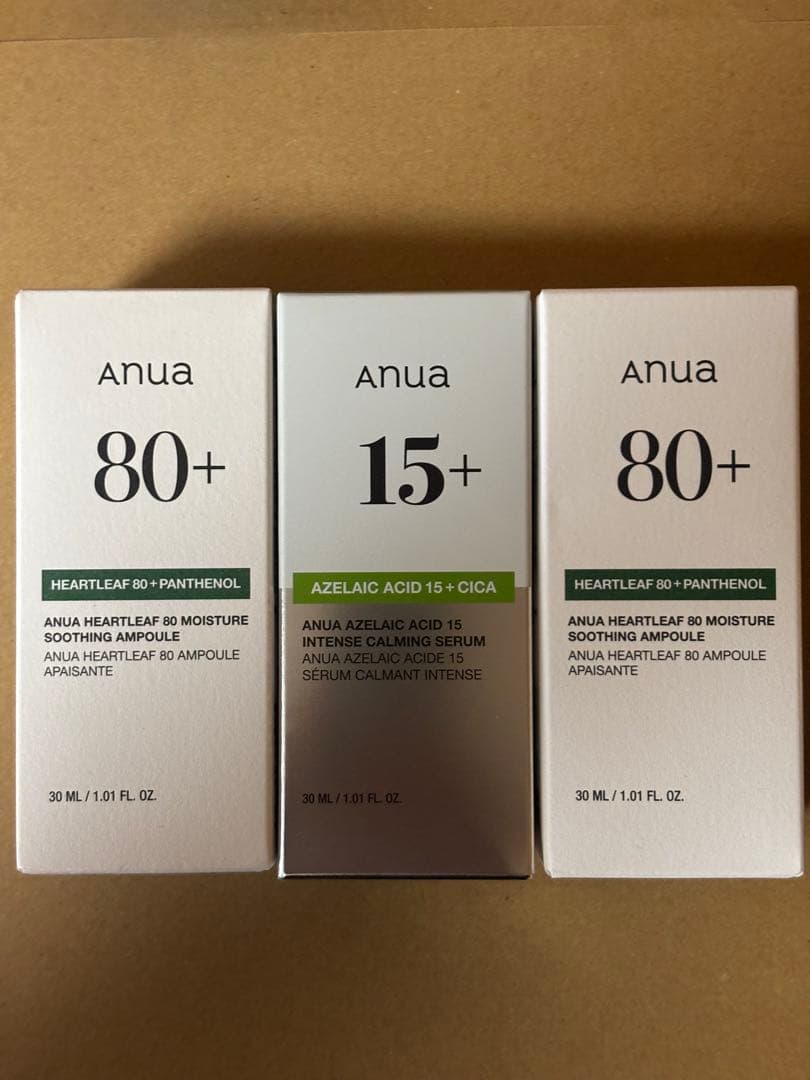 Anua
80+
HEARTLEAF 80+PANTHENOL
ANUA HEARTLEAF 80 MOISTURE
SOOTHING AMPOULE
ANUA HEARTLEAF 80 AMPOULE
APAISANTE
30 ML / 1.01 FL. OZ.
Anua
15+
AZELAIC ACID 15+CICA
ANUA AZELAIC ACID 15
INTENSE CALMING SERUM
ANUA AZELAIC ACIDE 15
SÉRUM CALMANT INTENSE
30 ML / 1.01 FL. OZ.
Anua
80+
HEARTLEAF 80+PANTHENOL
ANUA HEARTLEAF 80 MOISTURE
SOOTHING AMPOULE
ANUA HEARTLEAF 80 AMPOULE
APAISANTE
30 ML / 1.01 FL. OZ.